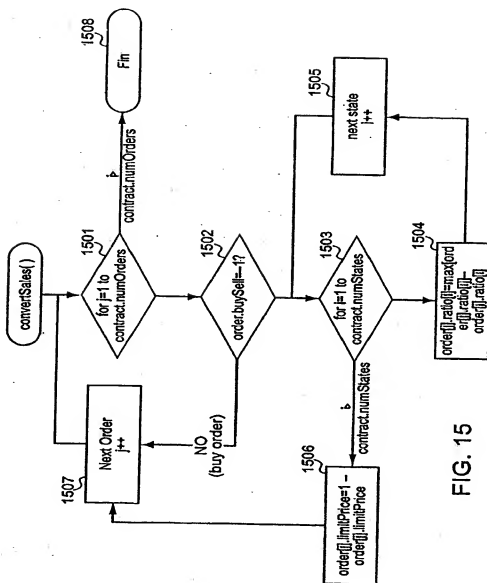 convertSales( )
1501
for j=1 to
contract.numOrders
contract.numOrders
1508
Fin
1507
Next Order
j++
1502
order.buySell=-1?
NO
(buy order)
1503
for i=1 to
contract.numStates
contract.numStates
1505
next state
i++
1506
order[j].limitPrice=1 –
order[j].limitPrice
1504
order[j].ratio[i]=max[ord
er[j].ratio[i]]–
order[j].ratio[i]
FIG. 15